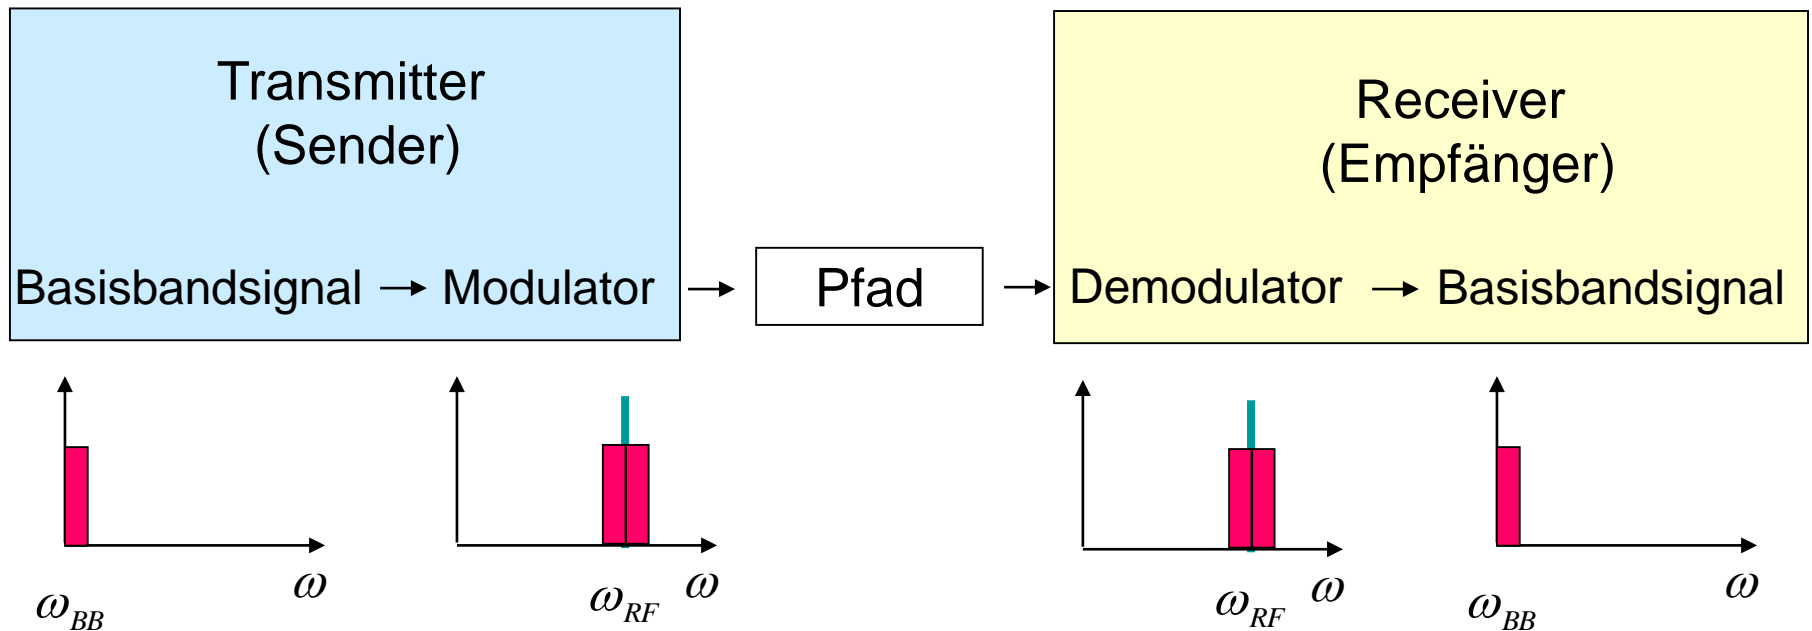 Transmitter
(Sender)
Basisbandsignal → Modulator
Pfad
Receiver
(Empfänger)
Demodulator → Basisbandsignal
ω_BB
ω
ω_RF
ω
ω_RF
ω
ω_BB
ω